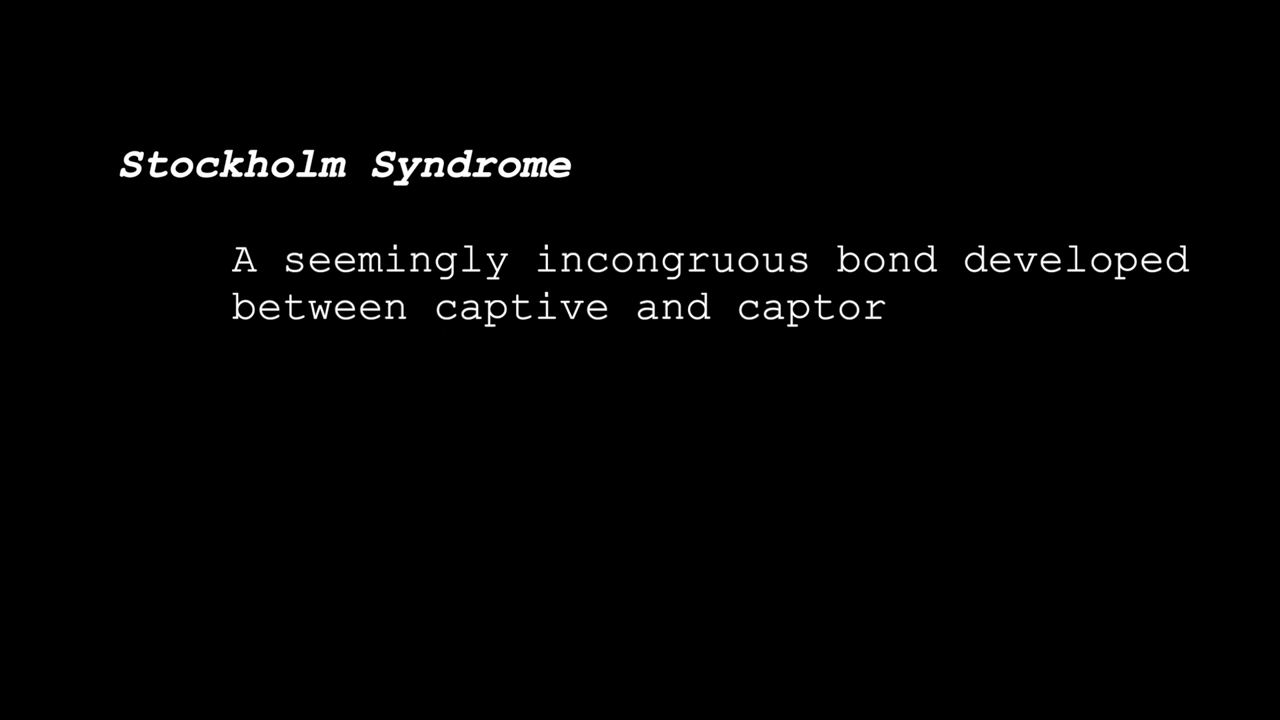 Stockholm Syndrome
A seemingly incongruous bond developed
between captive and captor